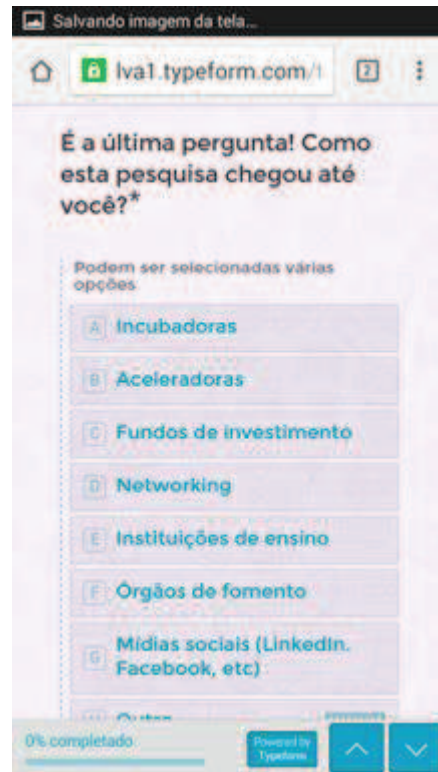 Salvando imagem da tela...
lva1.typeform.com/t
2
É a última pergunta! Como
esta pesquisa chegou até
você?*
Podem ser selecionadas várias
opções
A Incubadoras
B Aceleradoras
C Fundos de investimento
D Networking
E Instituições de ensino
F Órgãos de fomento
G Mídias sociais (LinkedIn.
Facebook, etc)
0% completado
Powered by
Typeform